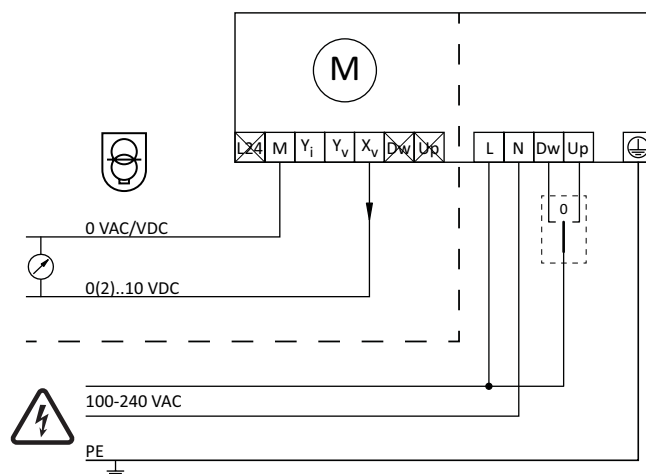 M
L24 M Yi Yv Xv Dw Up L N Dw Up
0
0 VAC/VDC
0(2)..10 VDC
100-240 VAC
PE